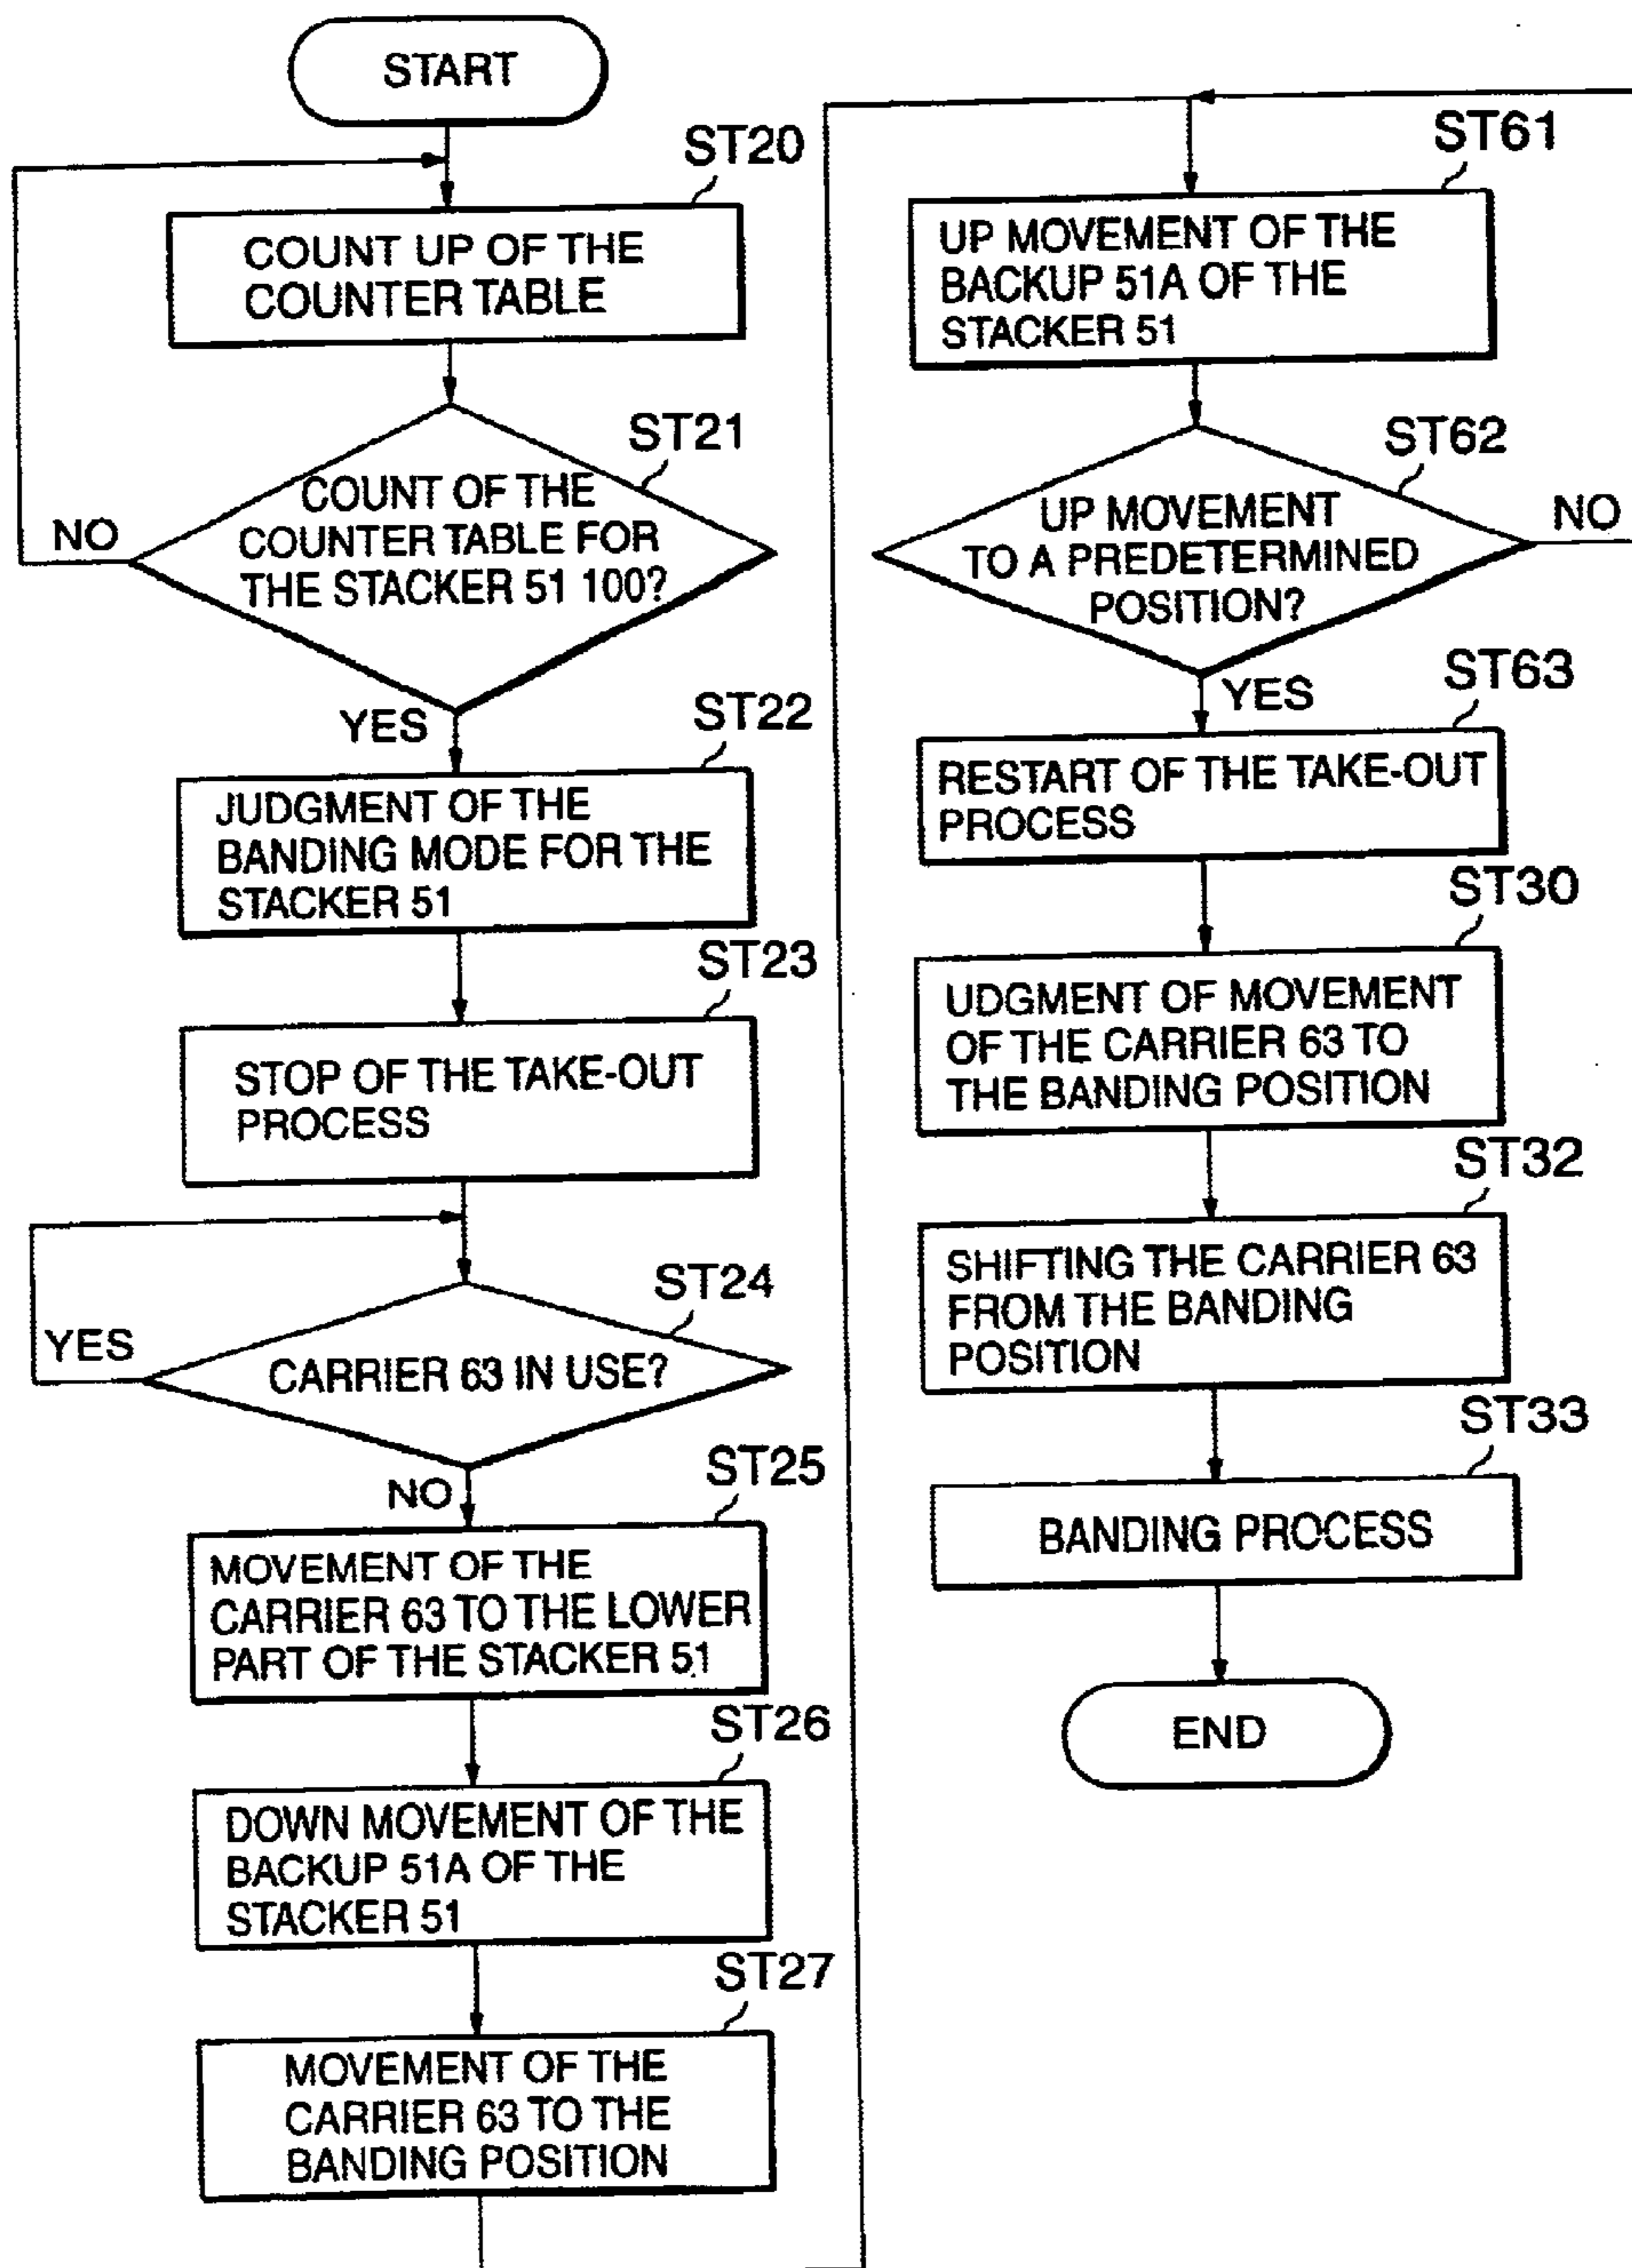 START
ST20
COUNT UP OF THE
COUNTER TABLE
ST21
COUNT OF THE
COUNTER TABLE FOR
THE STACKER 51 100?
NO
YES
ST22
JUDGMENT OF THE
BANDING MODE FOR THE
STACKER 51
ST23
STOP OF THE TAKE-OUT
PROCESS
ST24
CARRIER 63 IN USE?
YES
NO
ST25
MOVEMENT OF THE
CARRIER 63 TO THE LOWER
PART OF THE STACKER 51
ST26
DOWN MOVEMENT OF THE
BACKUP 51A OF THE
STACKER 51
ST27
MOVEMENT OF THE
CARRIER 63 TO THE
BANDING POSITION
ST61
UP MOVEMENT OF THE
BACKUP 51A OF THE
STACKER 51
ST62
UP MOVEMENT
TO A PREDETERMINED
POSITION?
NO
YES
ST63
RESTART OF THE TAKE-OUT
PROCESS
ST30
UDGMENT OF MOVEMENT
OF THE CARRIER 63 TO
THE BANDING POSITION
ST32
SHIFTING THE CARRIER 63
FROM THE BANDING
POSITION
ST33
BANDING PROCESS
END